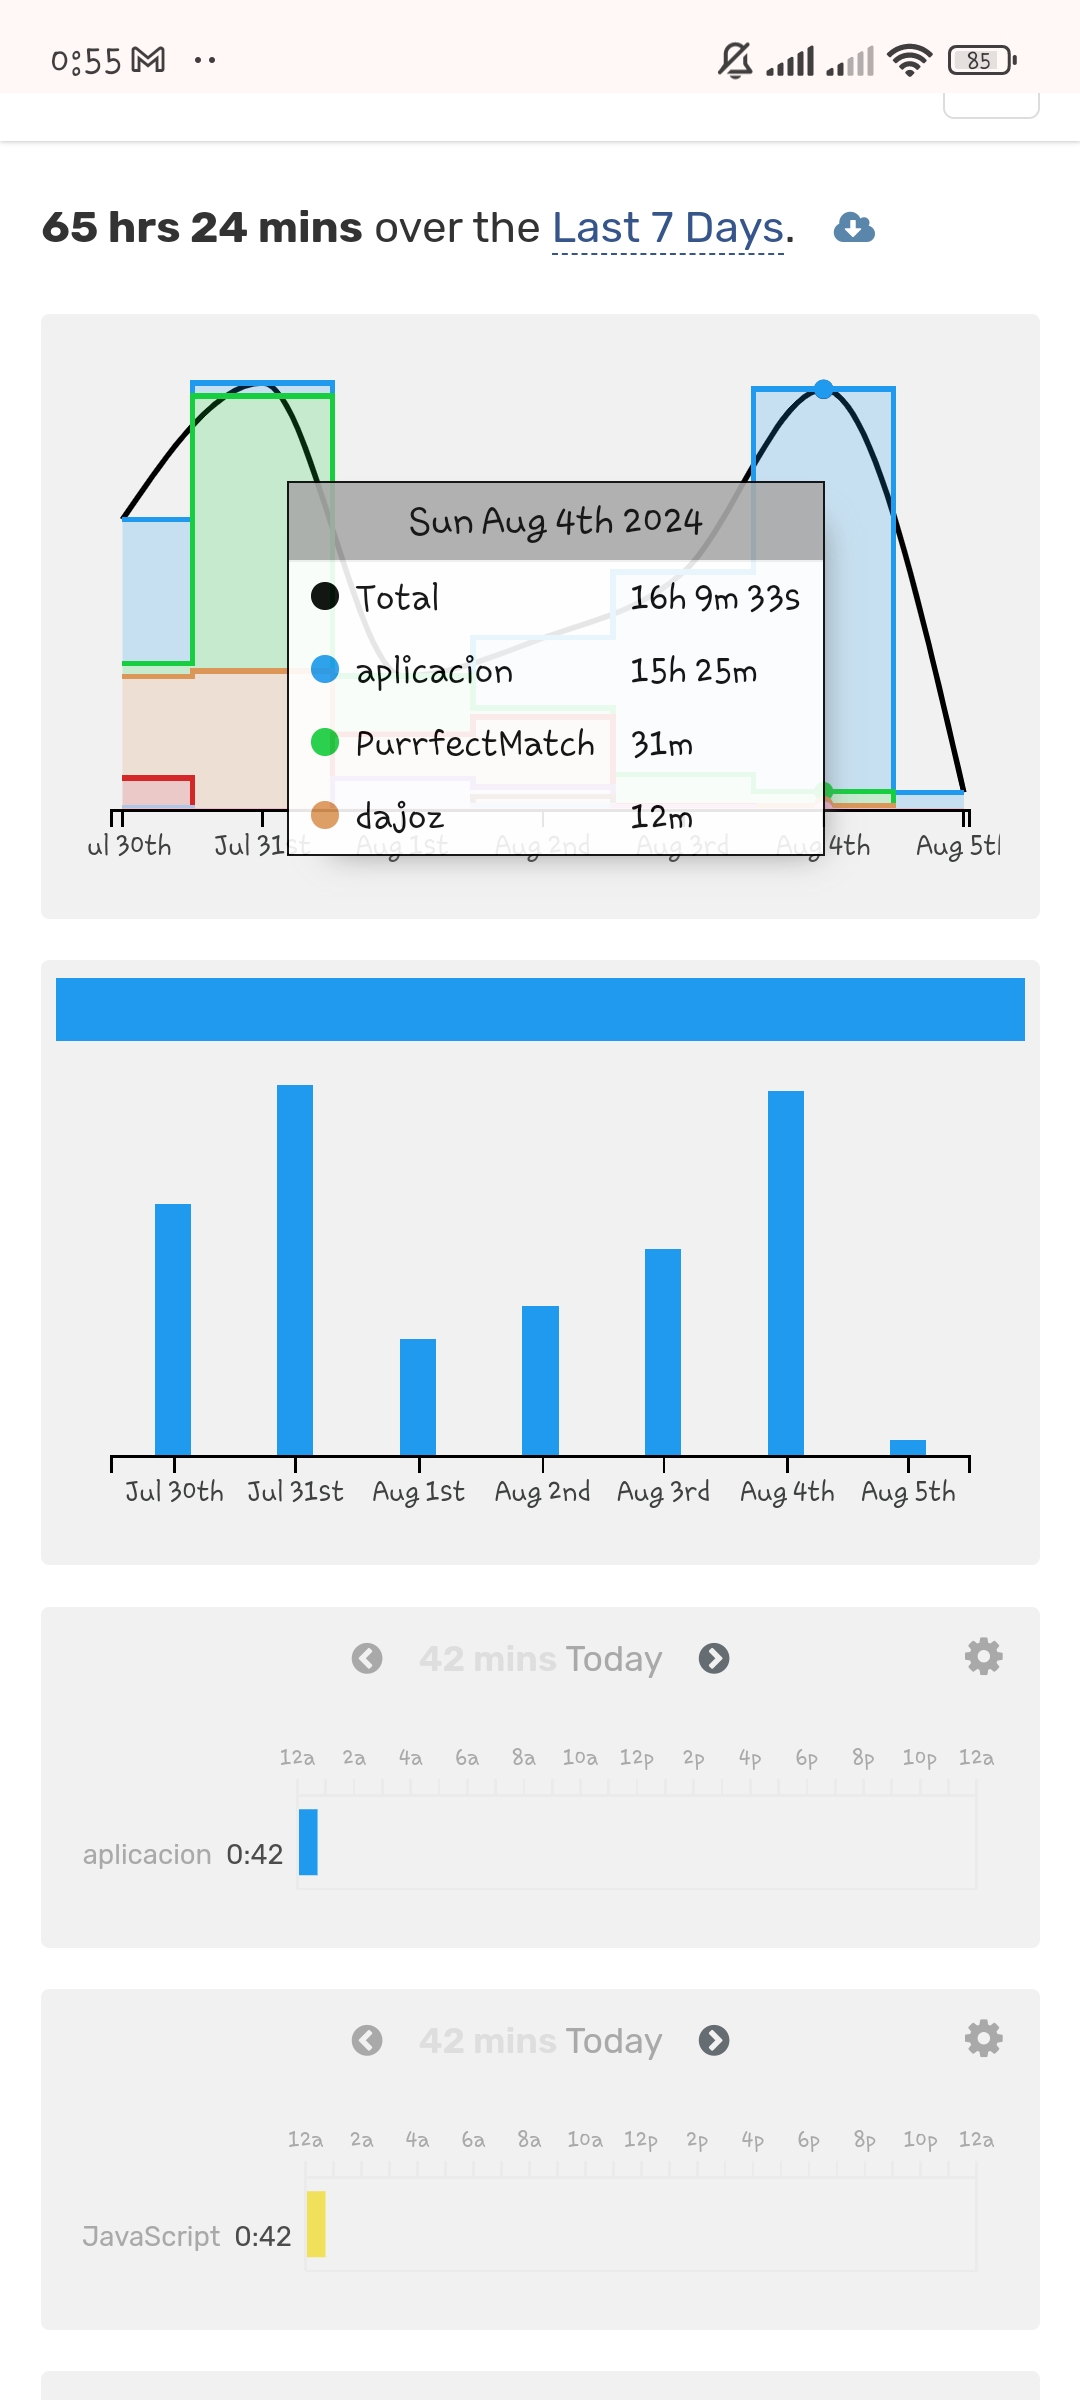 0:55
85
65 hrs 24 mins over the Last 7 Days.
Sun Aug 4th 2024
Total 16h 9m 33s
aplicacion 15h 25m
PurrfectMatch 31m
dajoz 12m
ul 30th Jul 31st Aug 1st Aug 2nd Aug 3rd Aug 4th Aug 5th
Jul 30th Jul 31st Aug 1st Aug 2nd Aug 3rd Aug 4th Aug 5th
42 mins Today
12a 2a 4a 6a 8a 10a 12p 2p 4p 6p 8p 10p 12a
aplicacion 0:42
42 mins Today
12a 2a 4a 6a 8a 10a 12p 2p 4p 6p 8p 10p 12a
JavaScript 0:42